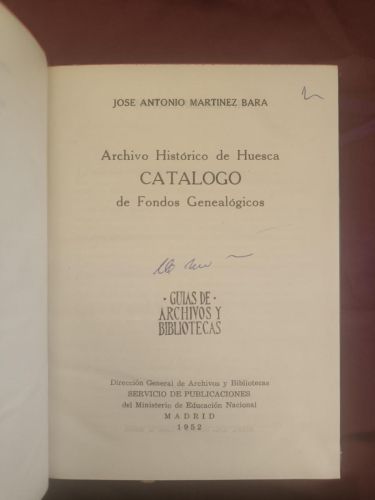 JOSE ANTONIO MARTINEZ BARA
Archivo Histórico de Huesca
CATALOGO
de Fondos Genealógicos
· GUIAS DE ·
ARCHIVOS Y
BIBLIOTECAS
Dirección General de Archivos y Bibliotecas
SERVICIO DE PUBLICACIONES
del Ministerio de Educación Nacional
MADRID
1952